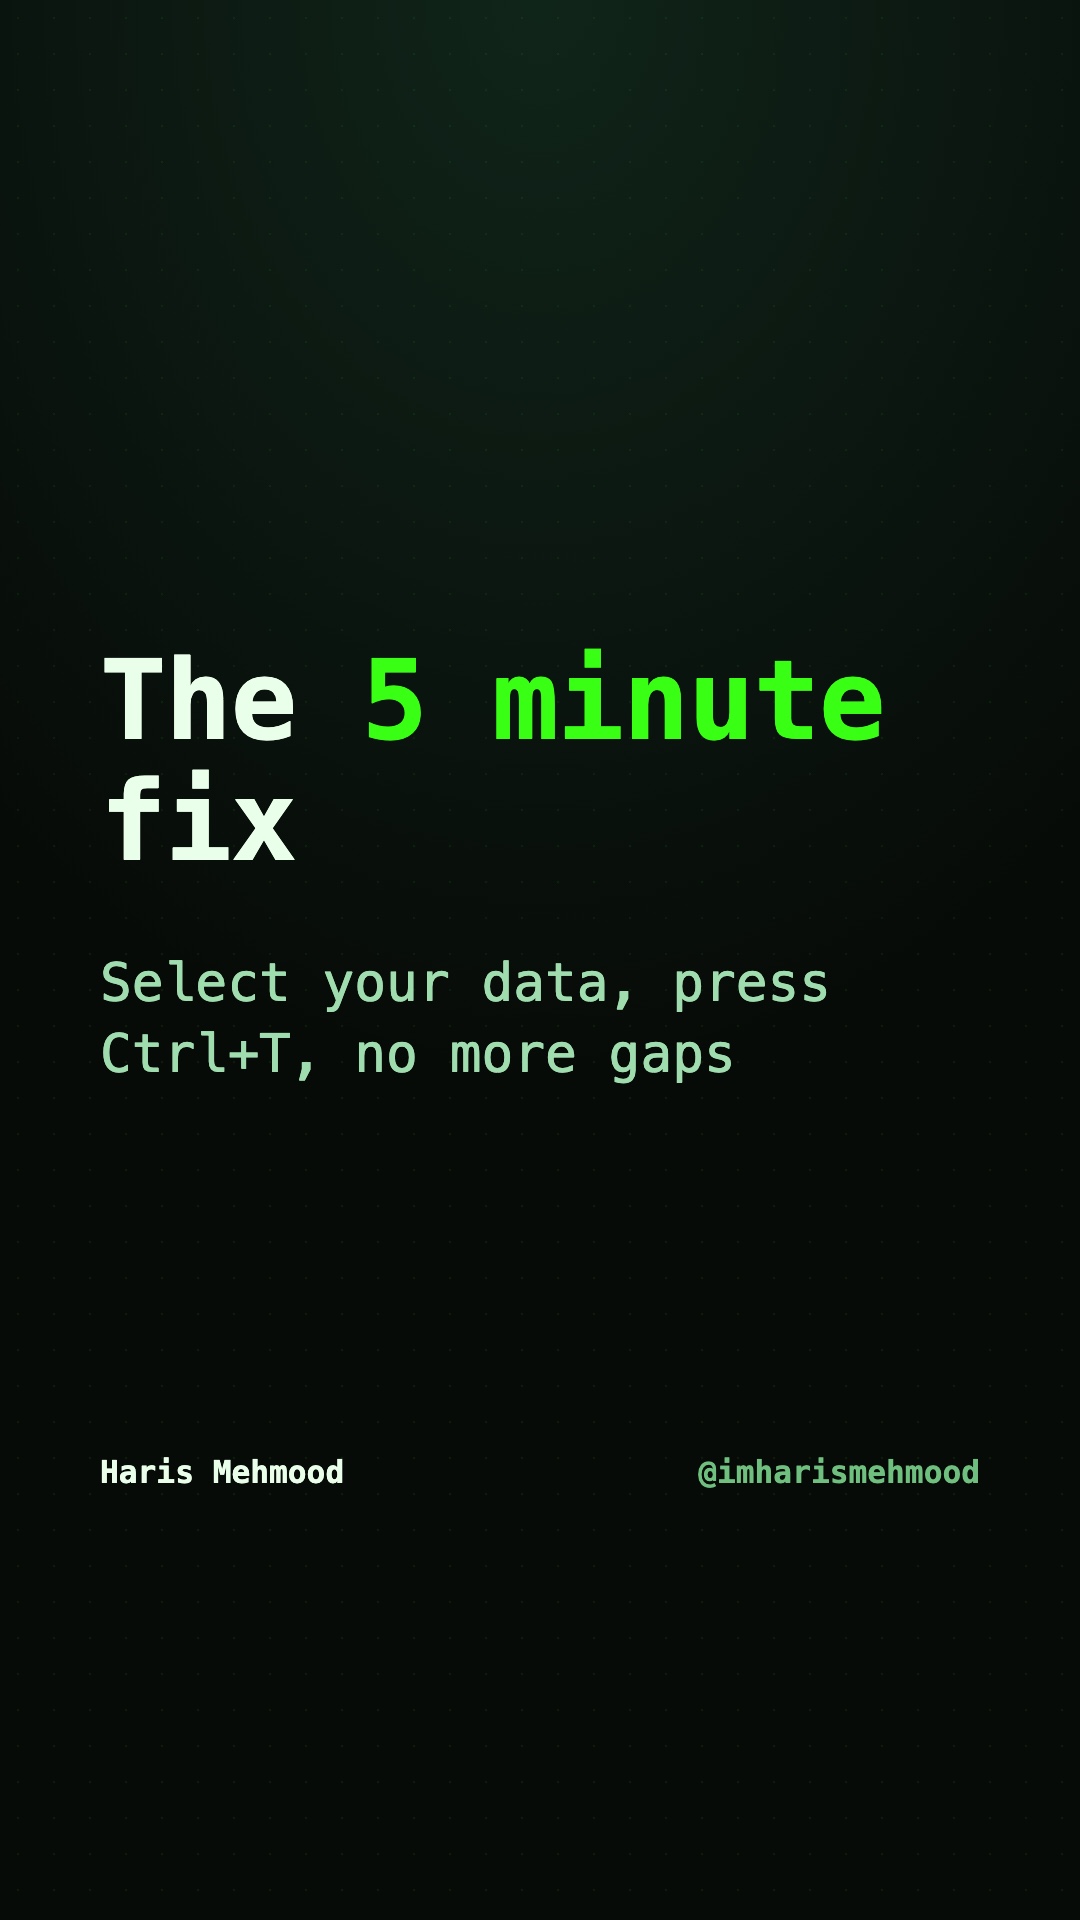 The 5 minute
fix
Select your data, press
Ctrl+T, no more gaps
Haris Mehmood
@imharismehmood